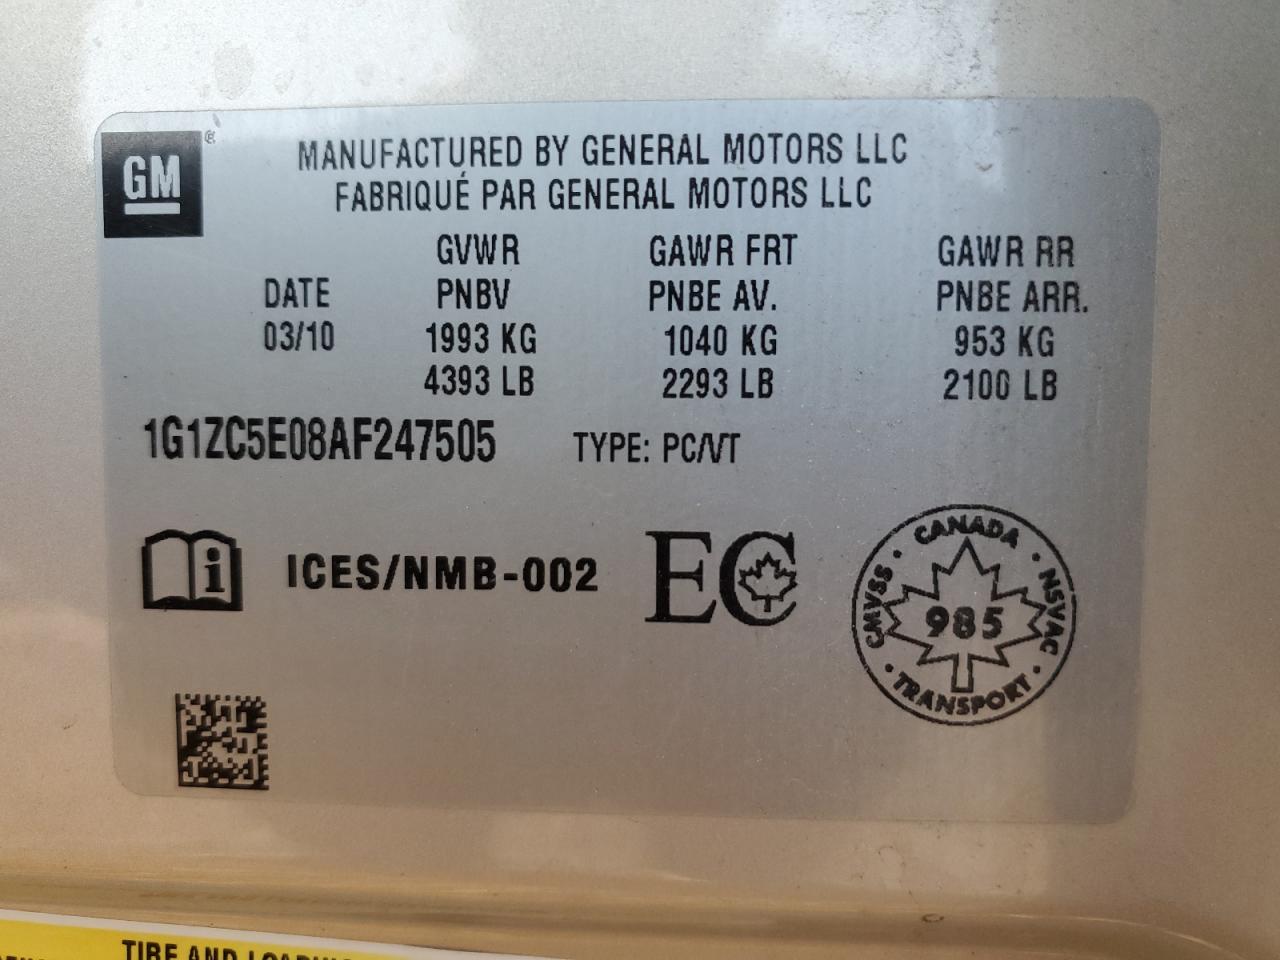 GM ®
MANUFACTURED BY GENERAL MOTORS LLC
FABRIQUÉ PAR GENERAL MOTORS LLC
GVWR GAWR FRT GAWR RR
DATE PNBV PNBE AV. PNBE ARR.
03/10 1993 KG 1040 KG 953 KG
4393 LB 2293 LB 2100 LB
1G1ZC5E08AF247505 TYPE: PC/VT
i ICES/NMB-002 EC
CANADA
CMVSS 985 NSVAC
TRANSPORT
TIRE AND